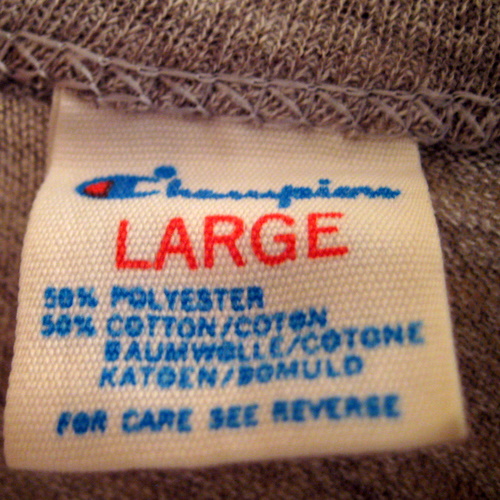 Champion
LARGE
50% POLYESTER
50% COTTON/COTON
BAUMWOLLE/COTONE
KATOEN/BOMULD
FOR CARE SEE REVERSE